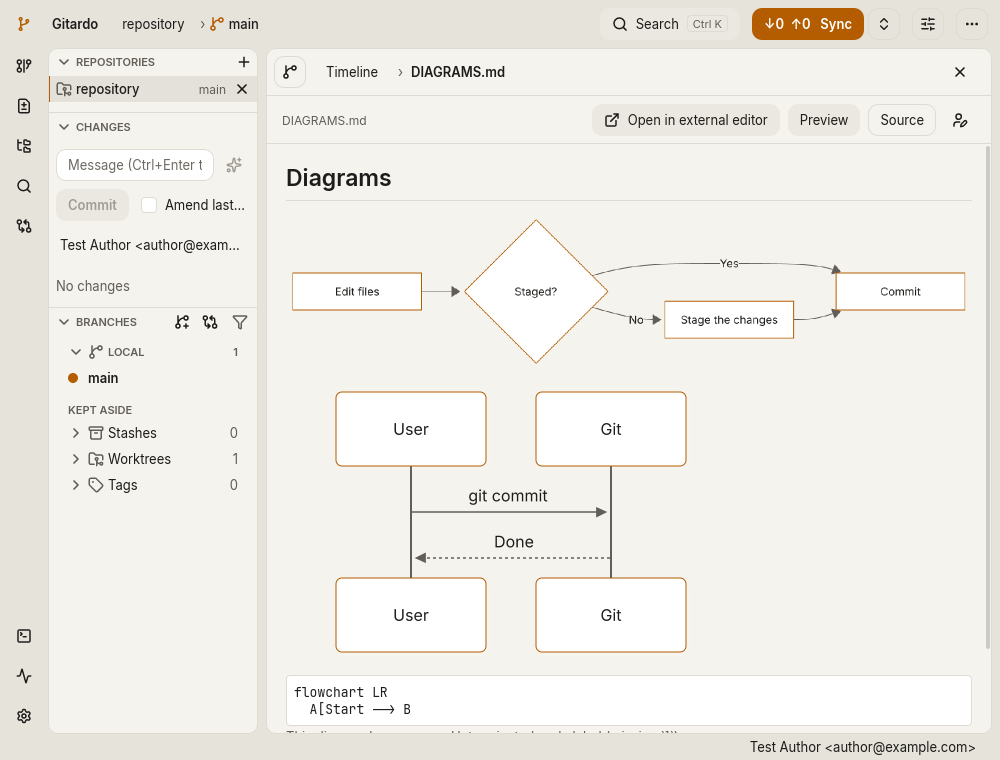 Gitardo
repository
main
Search
Ctrl K
↓0 ↑0 Sync
REPOSITORIES
repository
main
CHANGES
Message (Ctrl+Enter t
Commit
Amend last...
Test Author <author@exam...
No changes
BRANCHES
LOCAL
1
main
KEPT ASIDE
Stashes
0
Worktrees
1
Tags
0
Timeline
DIAGRAMS.md
DIAGRAMS.md
Open in external editor
Preview
Source
Diagrams
Edit files
Staged?
Yes
No
Stage the changes
Commit
User
Git
git commit
Done
User
Git
flowchart LR
A[Start --> B
Test Author <author@example.com>